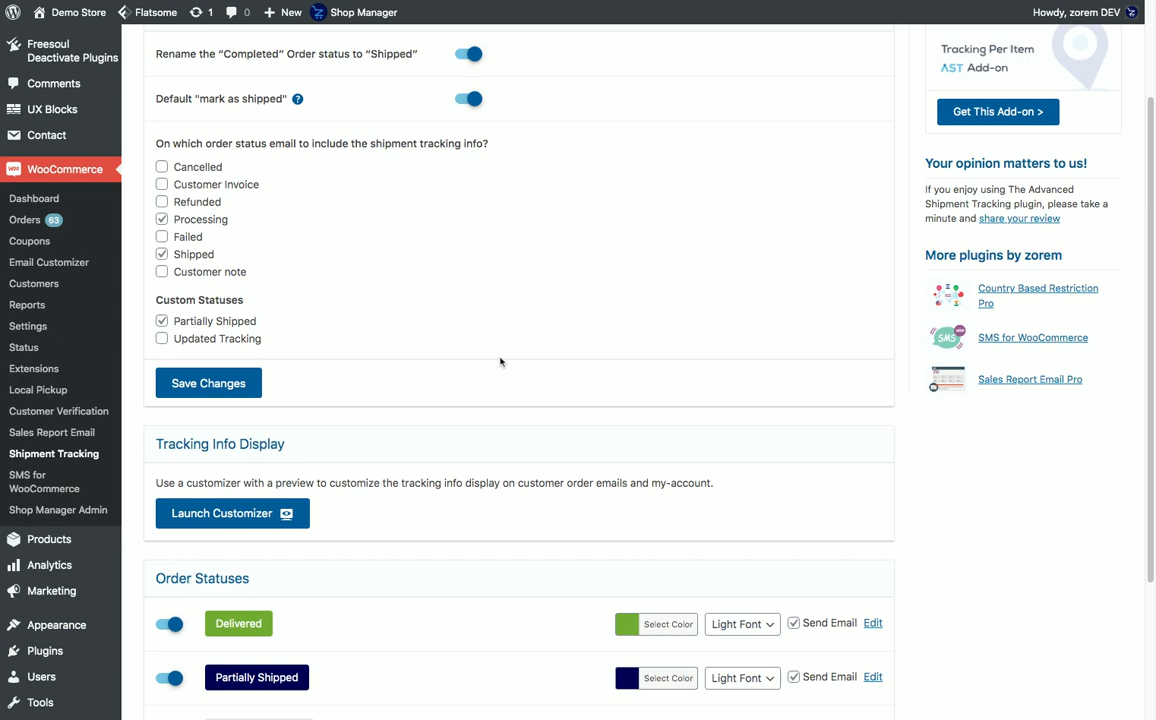 Demo Store
Flatsome
1
0
New
Shop Manager
Howdy, zorem DEV
Freesoul
Deactivate Plugins
Comments
UX Blocks
Contact
WooCommerce
Dashboard
Orders 63
Coupons
Email Customizer
Customers
Reports
Settings
Status
Extensions
Local Pickup
Customer Verification
Sales Report Email
Shipment Tracking
SMS for
WooCommerce
Shop Manager Admin
Products
Analytics
Marketing
Appearance
Plugins
Users
Tools
Rename the “Completed” Order status to “Shipped”
Default "mark as shipped" ?
On which order status email to include the shipment tracking info?
Cancelled
Customer Invoice
Refunded
Processing
Failed
Shipped
Customer note
Custom Statuses
Partially Shipped
Updated Tracking
Save Changes
Tracking Info Display
Use a customizer with a preview to customize the tracking info display on customer order emails and my-account.
Launch Customizer
Order Statuses
Delivered
Select Color
Light Font
Send Email
Edit
Partially Shipped
Select Color
Light Font
Send Email
Edit
Tracking Per Item
AST Add-on
Get This Add-on >
Your opinion matters to us!
If you enjoy using The Advanced
Shipment Tracking plugin, please take a
minute and share your review
More plugins by zorem
Country Based Restriction
Pro
SMS
SMS for WooCommerce
Sales Report Email Pro